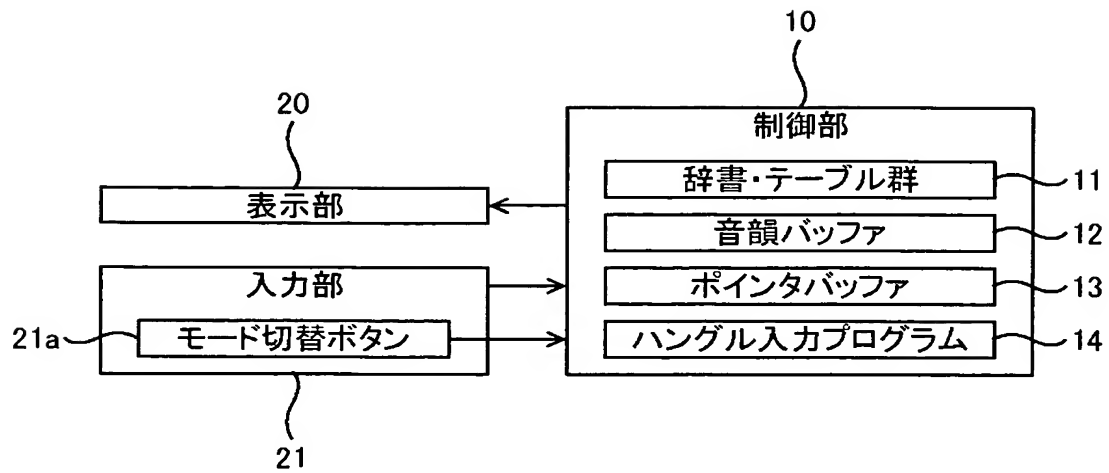 10
制御部
20
辞書・テーブル群
11
表示部
音韻バッファ
12
入力部
ポインタバッファ
13
21a
モード切替ボタン
ハングル入力プログラム
14
21